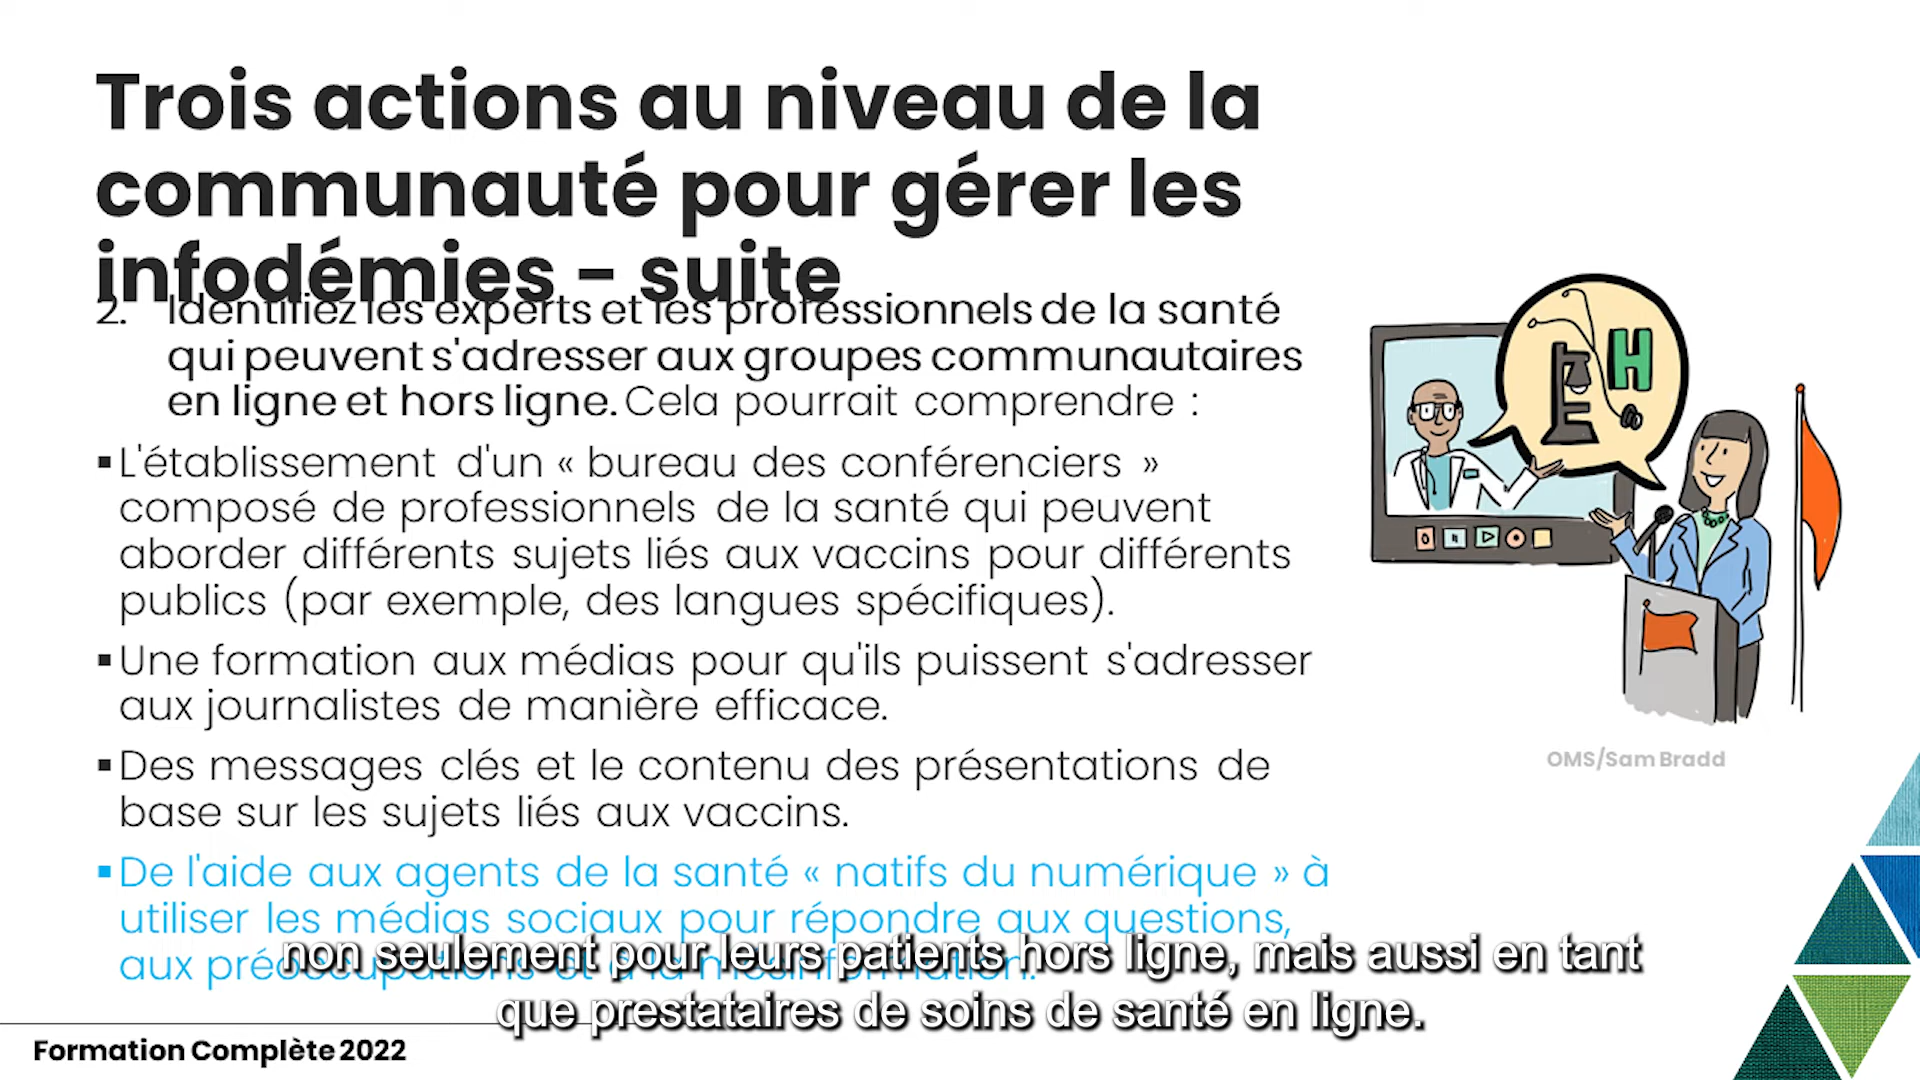 Trois actions au niveau de la
communauté pour gérer les
infodémies - suite
2. Identifiez les experts et les professionnels de la santé
qui peuvent s'adresser aux groupes communautaires
en ligne et hors ligne. Cela pourrait comprendre :
▪L'établissement d'un « bureau des conférenciers »
composé de professionnels de la santé qui peuvent
aborder différents sujets liés aux vaccins pour différents
publics (par exemple, des langues spécifiques).
▪Une formation aux médias pour qu'ils puissent s'adresser
aux journalistes de manière efficace.
▪Des messages clés et le contenu des présentations de
base sur les sujets liés aux vaccins.
▪De l'aide aux agents de la santé « natifs du numérique » à
utiliser les médias sociaux pour répondre aux questions,
aux préoccupations et à la mésinformation.
non seulement pour leurs patients hors ligne, mais aussi en tant
que prestataires de soins de santé en ligne.
H
OMS/Sam Bradd
Formation Complète 2022